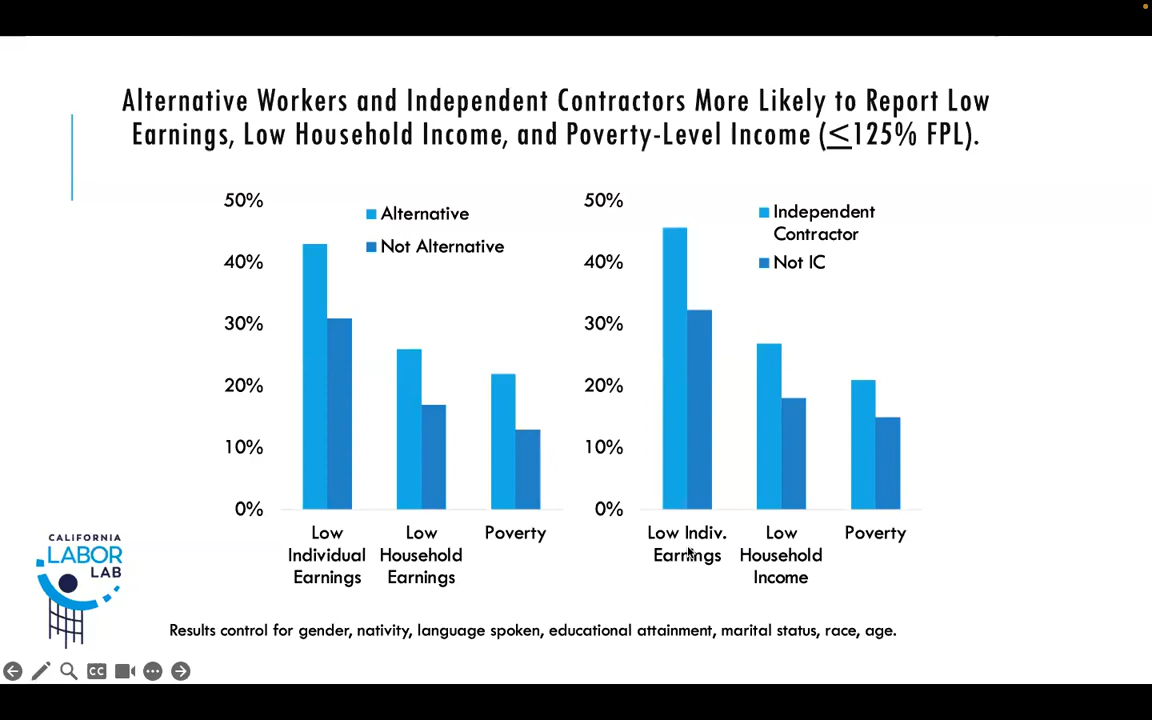 Alternative Workers and Independent Contractors More Likely to Report Low
Earnings, Low Household Income, and Poverty-Level Income (≤125% FPL).
50%
40%
30%
20%
10%
0%
Alternative
Not Alternative
Low
Individual
Earnings
Low
Household
Earnings
Poverty
50%
40%
30%
20%
10%
0%
Independent
Contractor
Not IC
Low Indiv.
Earnings
Low
Household
Income
Poverty
CALIFORNIA
LABOR
LAB
Results control for gender, nativity, language spoken, educational attainment, marital status, race, age.
CC